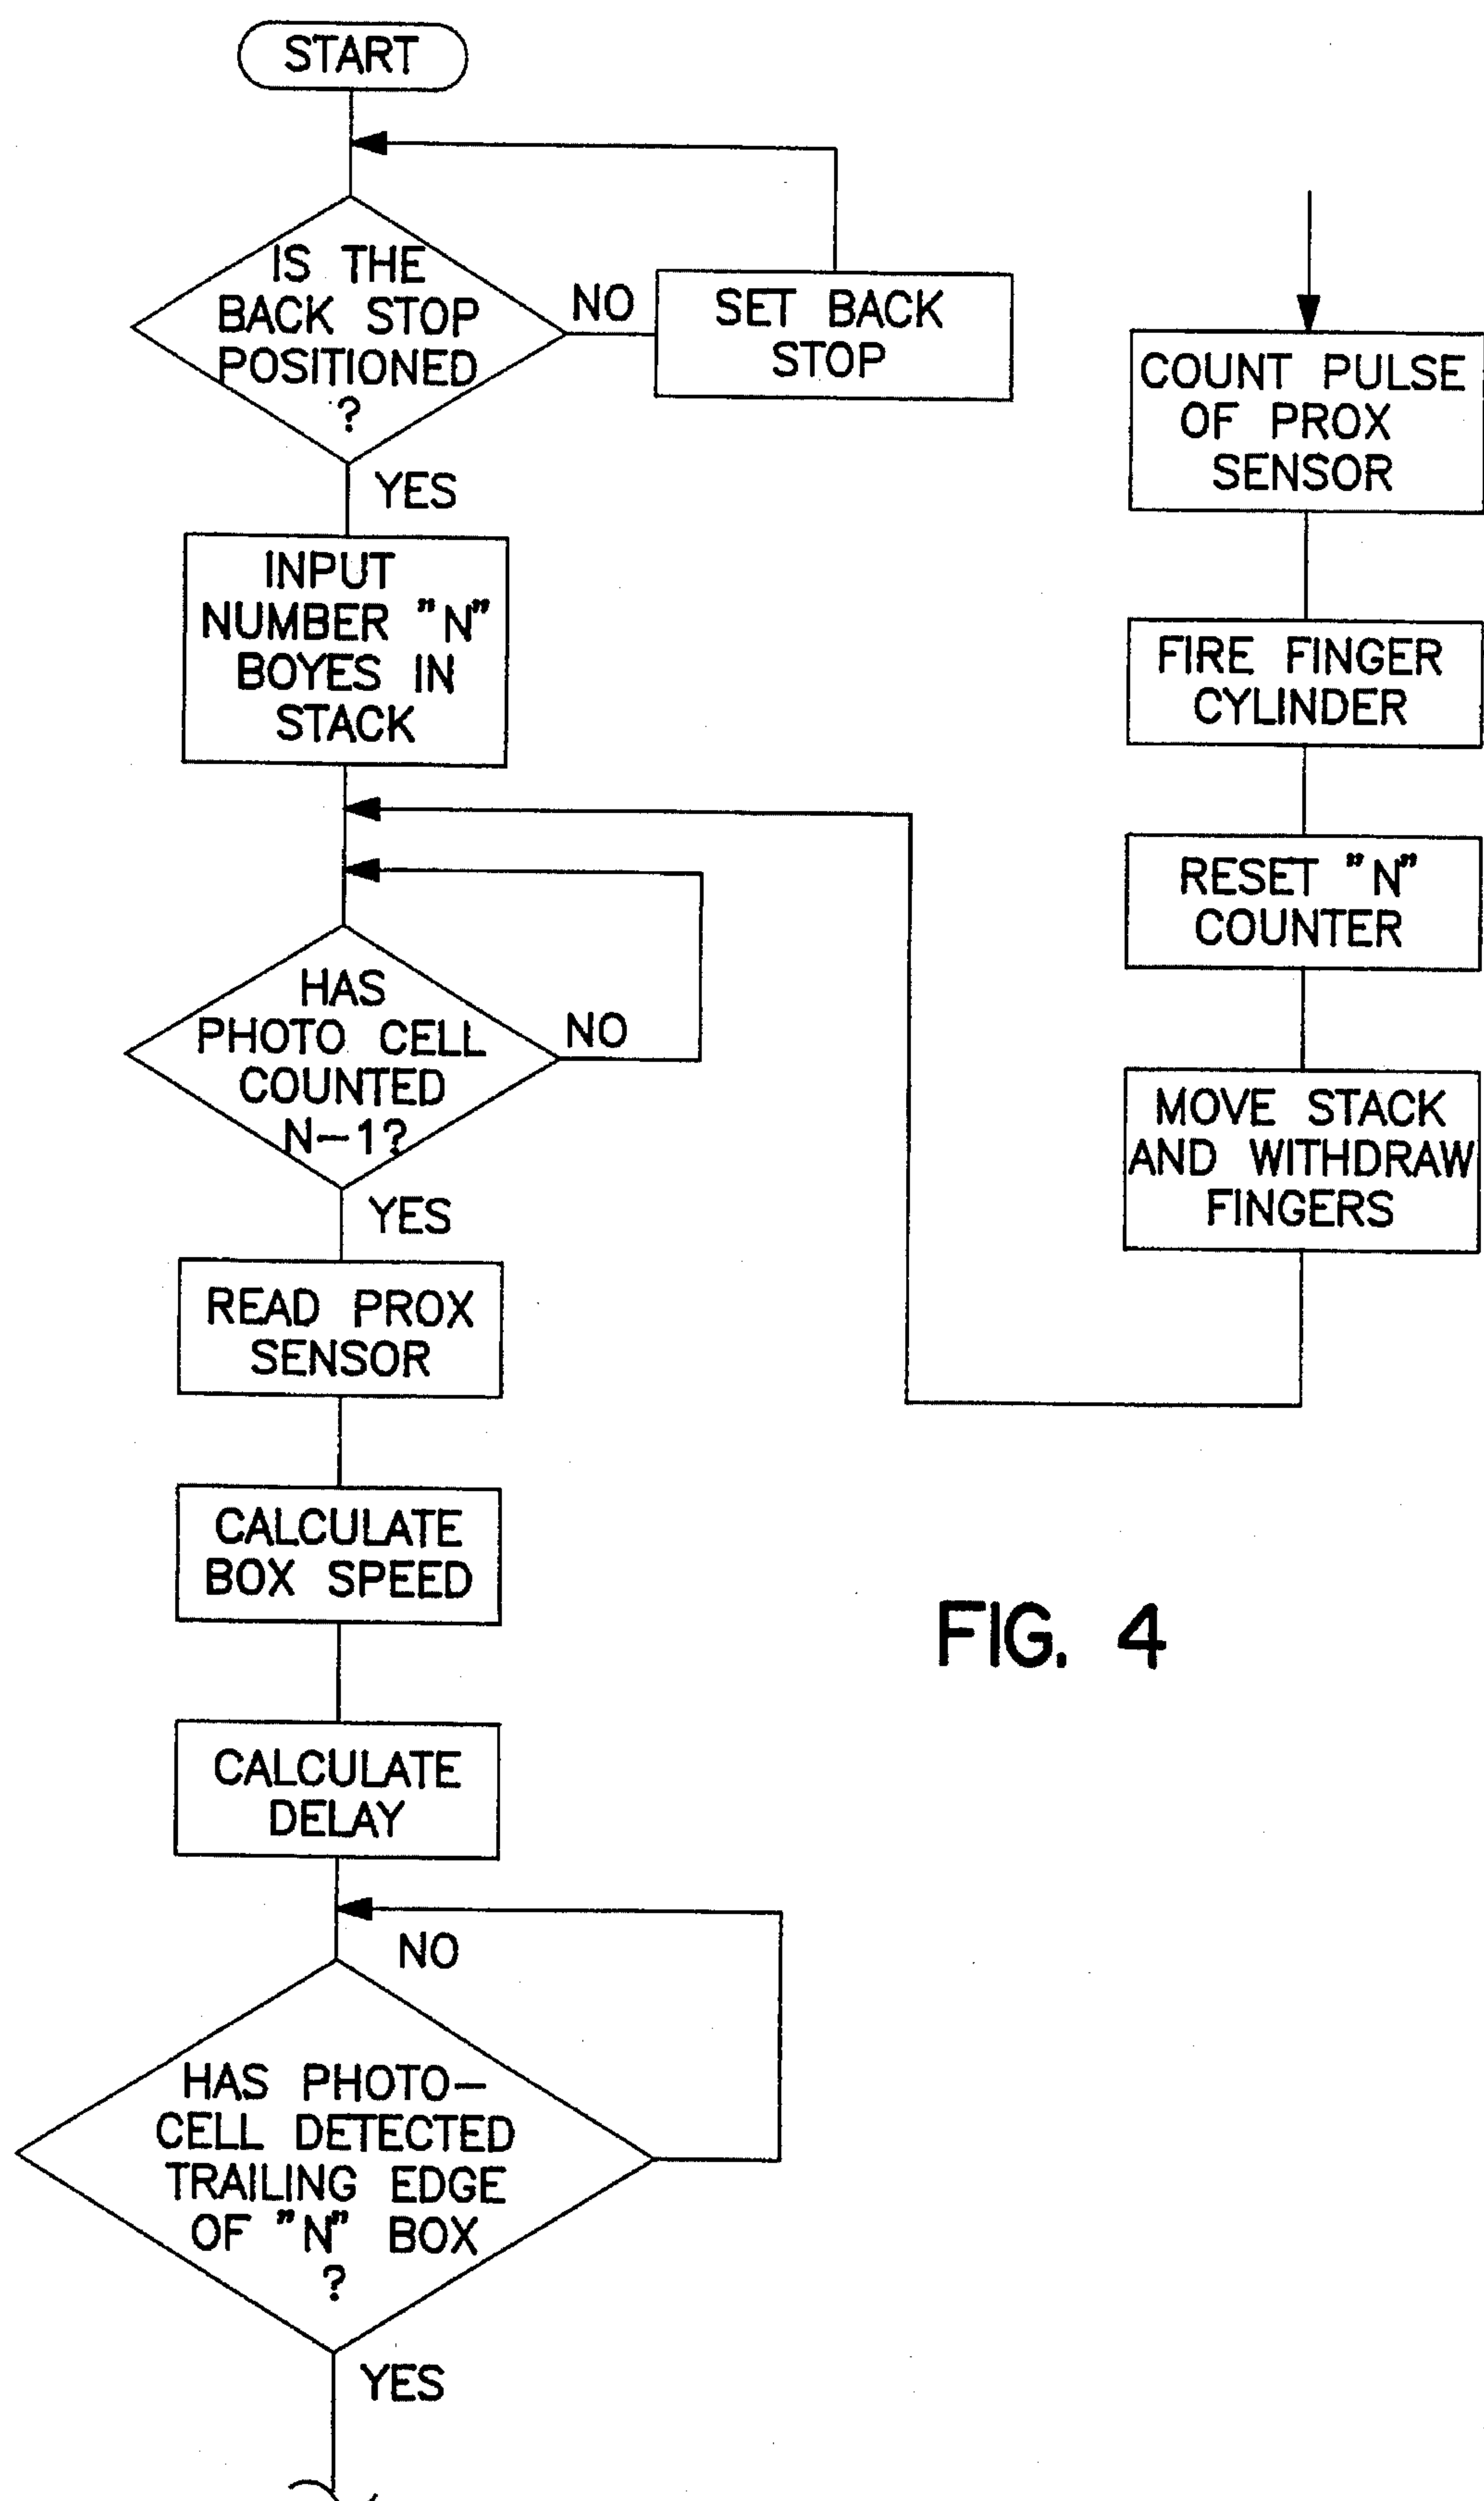 START
IS THE
BACK STOP
POSITIONED
?
NO
SET BACK
STOP
YES
INPUT
NUMBER "N"
BOYES IN
STACK
HAS
PHOTO CELL
COUNTED
N-1?
NO
YES
READ PROX
SENSOR
CALCULATE
BOX SPEED
CALCULATE
DELAY
NO
HAS PHOTO-
CELL DETECTED
TRAILING EDGE
OF "N" BOX
?
YES
COUNT PULSE
OF PROX
SENSOR
FIRE FINGER
CYLINDER
RESET "N"
COUNTER
MOVE STACK
AND WITHDRAW
FINGERS
FIG. 4